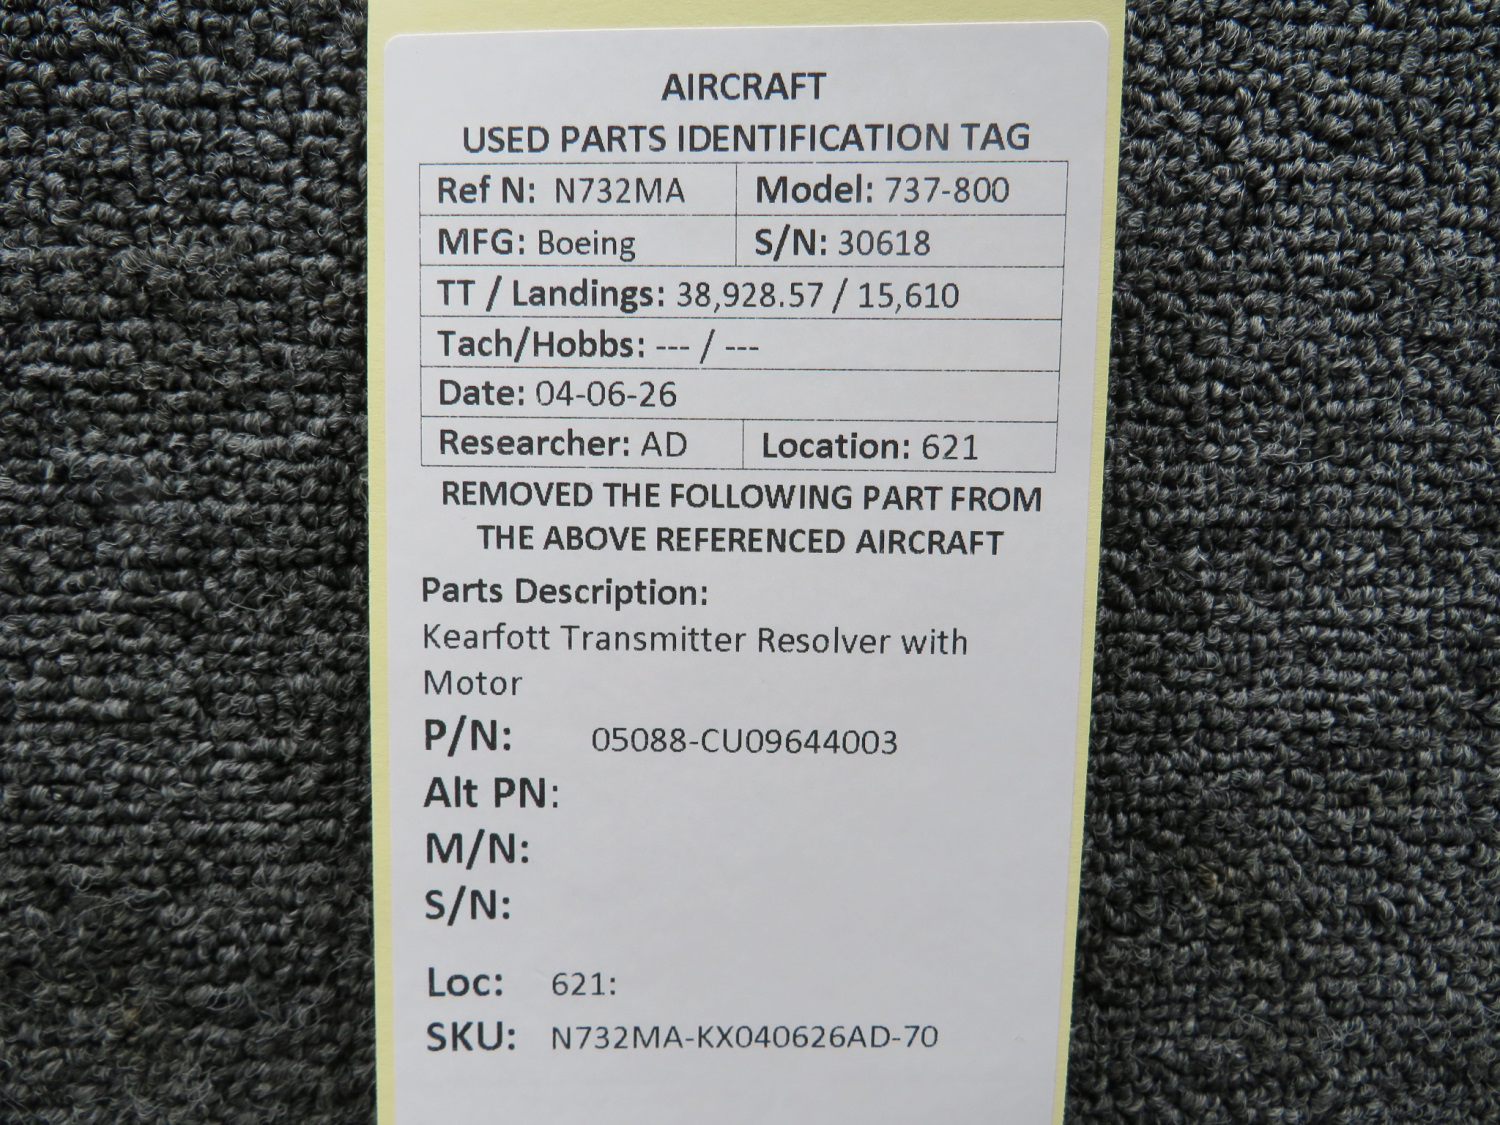 AIRCRAFT
USED PARTS IDENTIFICATION TAG
Ref N: N732MA Model: 737-800
MFG: Boeing S/N: 30618
TT / Landings: 38,928.57 / 15,610
Tach/Hobbs: --- / ---
Date: 04-06-26
Researcher: AD Location: 621
REMOVED THE FOLLOWING PART FROM
THE ABOVE REFERENCED AIRCRAFT
Parts Description:
Kearfott Transmitter Resolver with
Motor
P/N: 05088-CU09644003
Alt PN:
M/N:
S/N:
Loc: 621:
SKU: N732MA-KX040626AD-70